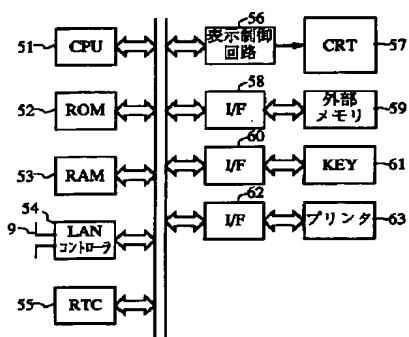 51
CPU
52
ROM
53
RAM
54
9
LAN
コントローラ
55
RTC
56
表示制御
回路
CRT
57
58
I/F
外部
メモリ
59
60
I/F
KEY
61
62
I/F
プリンタ
63